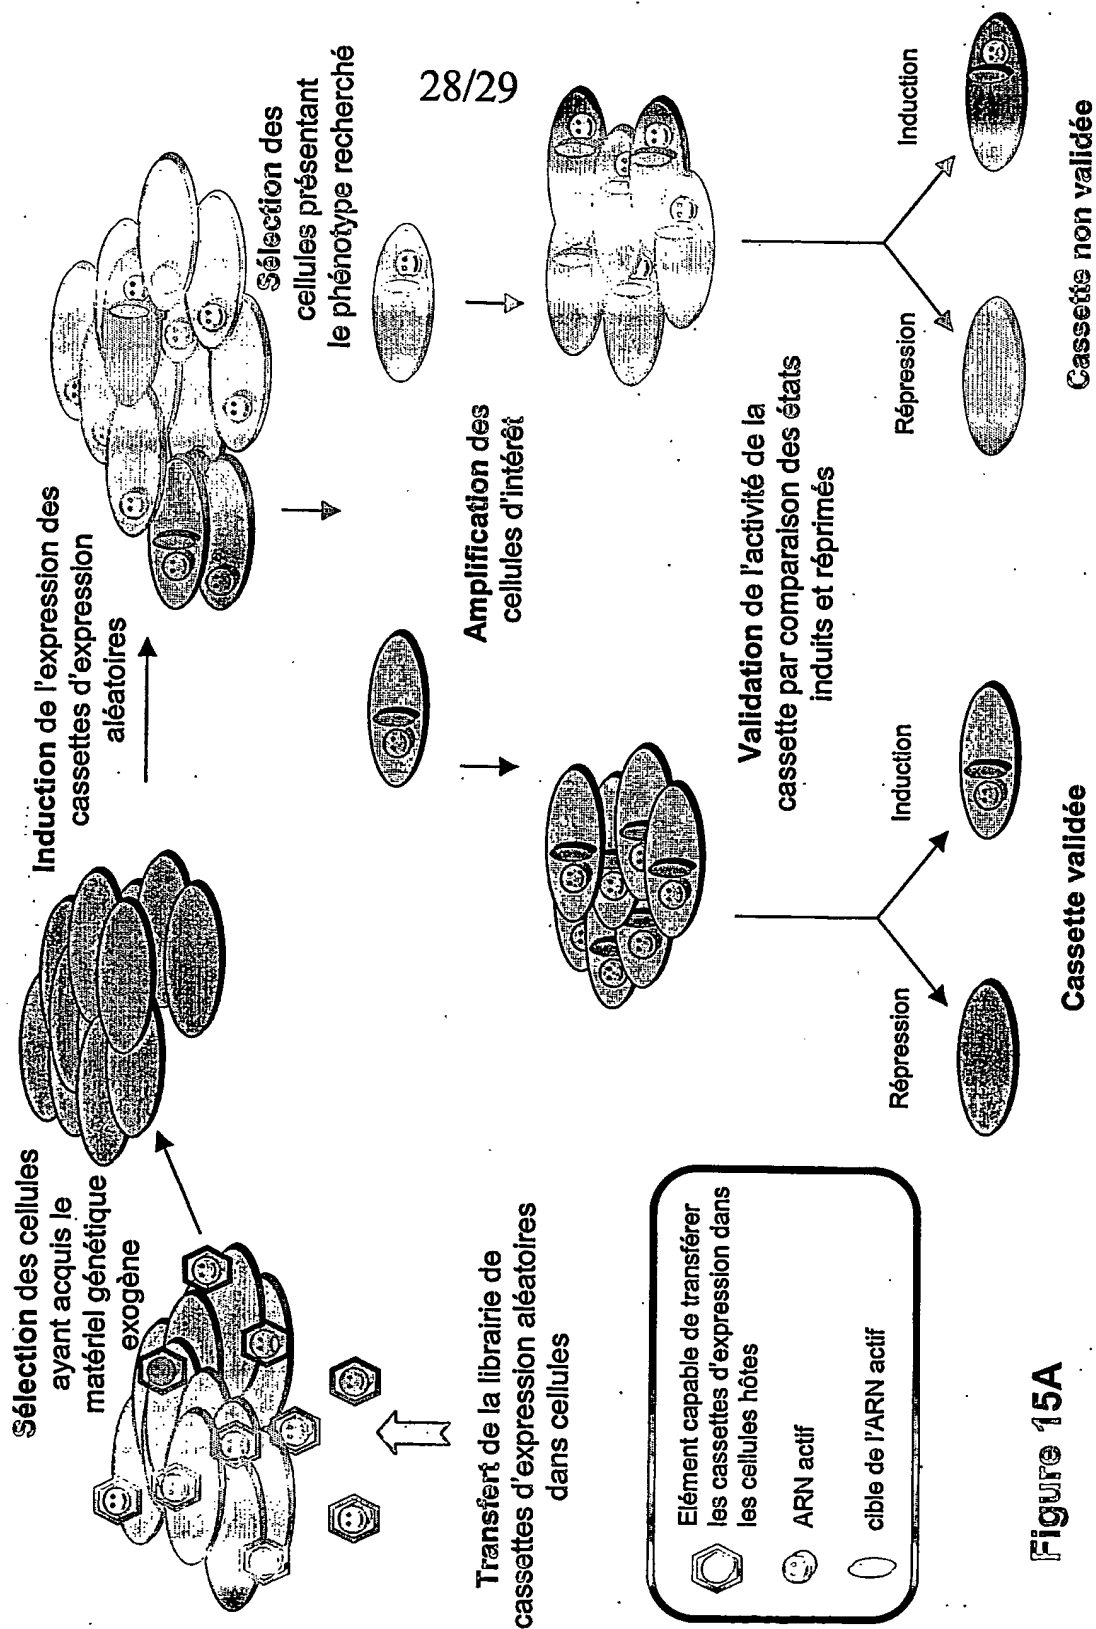 28/29
Sélection des cellules
ayant acquis le
matériel génétique
exogène
Induction de l'expression des
cassettes d'expression
aléatoires
Sélection des
cellules présentant
le phénotype recherché
Transfert de la librairie de
cassettes d'expression aléatoires
dans cellules
Amplification des
cellules d'intérêt
Validation de l'activité de la
cassette par comparaison des états
induits et réprimés
Répression
Induction
Répression
Induction
Cassette validée
Cassette non validée
Elément capable de transférer
les cassettes d'expression dans
les cellules hôtes
ARN actif
cible de l'ARN actif
Figure 15A